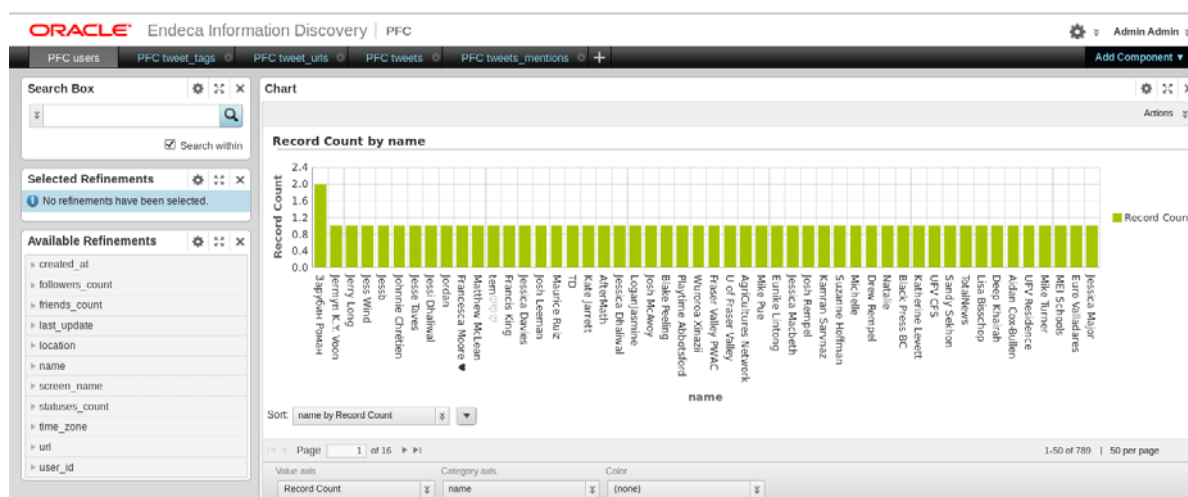 ORACLE® Endeca Information Discovery | PFC
Admin Admin
PFC users PFC tweet_tags PFC tweet_urls PFC tweets PFC tweets_mentions +
Add Component
Search Box
Search within
Selected Refinements
No refinements have been selected.
Available Refinements
created_at
followers_count
friends_count
last_update
location
name
screen_name
statuses_count
time_zone
url
user_id
Chart
Actions
Record Count by name
Record Count
2.4
2.0
1.6
1.2
0.8
0.4
0.0
Зарубин Роман
Jermyn K.Y. Voon
Jerry Long
Jess Wind
Jessb
Johnnie Chrétien
Jesse Taves
Jessi Dhaliwal
Jordan
Francesca Moore ♥
Matthew McLean
tem♡♡♡
Francis King
Jessica Davies
Josh Leeman
Maurice Ruiz
TD
Kate Jarrett
AfterMath
Jessica Dhaliwal
LoganJasmine
Josh McAvoy
Blake Peeling
Playtime Abbotsford
Wuroroa Xinazii
Fraser Valley PWAC
U of Fraser Valley
AgriCultures Network
Mike Pue
Eunike Lintong
Jessica Macbeth
Josh Rempel
Kamran Sarvnaz
Suzanne Hoffman
Michelle
Drew Rempel
Natalie
Black Press BC
Katherine Levett
UFV CFS
Sandy Sekhon
TotalNews
Lisa Bisschop
Deep Khairah
Aidan Cox-Bullen
UFV Residence
Mike Turner
MEI Schools
Euro Valladares
Jessica Major
name
Record Coun
Sort: name by Record Count
Page 1 of 16
1-50 of 789 | 50 per page
Value axis Category axis Color
Record Count name (none)